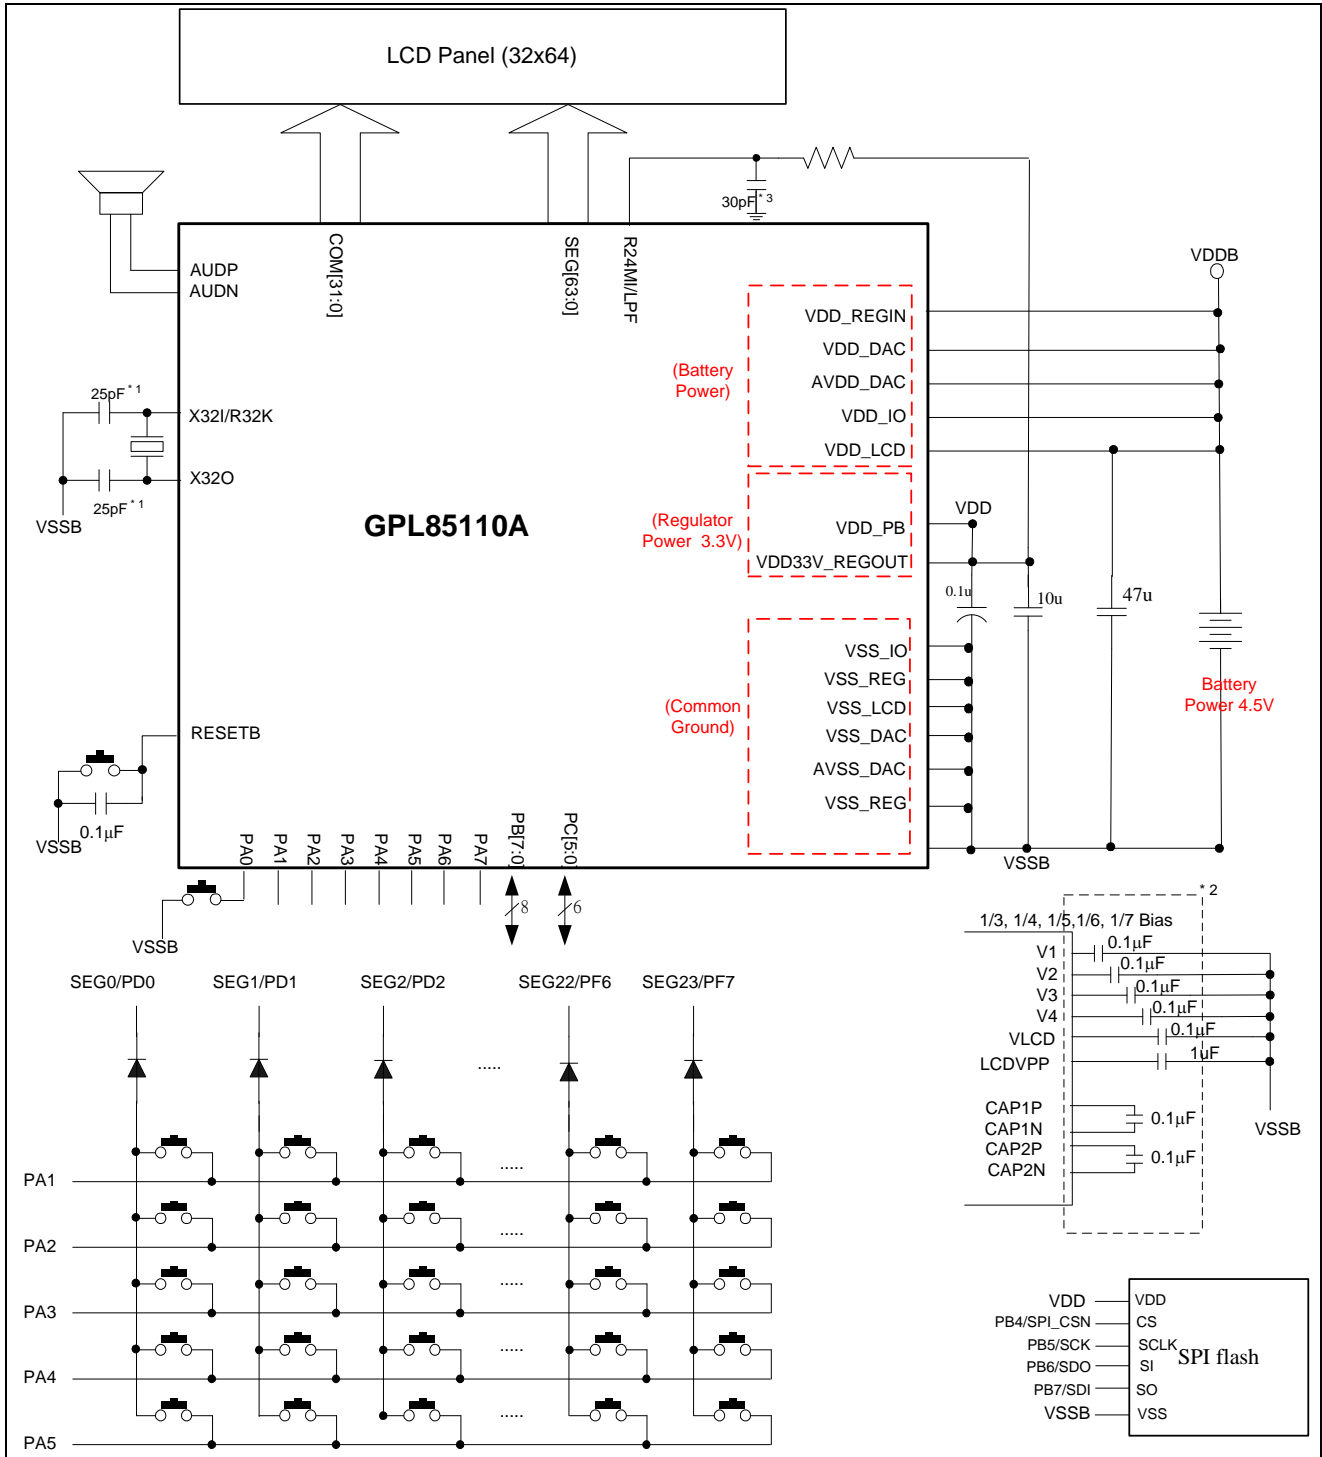 LCD Panel (32x64)
30pF *3
COM[31:0]
SEG[63:0]
R24MI/LPF
VDDB
AUDP
AUDN
VDD_REGIN
VDD_DAC
AVDD_DAC
VDD_IO
VDD_LCD
(Battery
Power)
25pF *1
X32I/R32K
X32O
25pF *1
VSSB
GPL85110A
(Regulator
Power 3.3V)
VDD
VDD_PB
VDD33V_REGOUT
0.1u
10u
47u
Battery
Power 4.5V
(Common
Ground)
VSS_IO
VSS_REG
VSS_LCD
VSS_DAC
AVSS_DAC
VSS_REG
RESETB
0.1µF
VSSB
PA0
PA1
PA2
PA3
PA4
PA5
PA6
PA7
PB[7:0]
PC[5:0]
8
6
VSSB
VSSB
*2
1/3, 1/4, 1/5,1/6, 1/7 Bias
V1
0.1µF
V2
0.1µF
V3
0.1µF
V4
0.1µF
VLCD
0.1µF
LCDVPP
1uF
CAP1P
CAP1N
0.1µF
CAP2P
CAP2N
0.1µF
VSSB
SEG0/PD0
SEG1/PD1
SEG2/PD2
SEG22/PF6
SEG23/PF7
.....
.....
PA1
.....
PA2
.....
PA3
.....
PA4
.....
PA5
VDD
VDD
PB4/SPI_CSN
CS
PB5/SCK
SCLK
PB6/SDO
SI
SPI flash
PB7/SDI
SO
VSSB
VSS